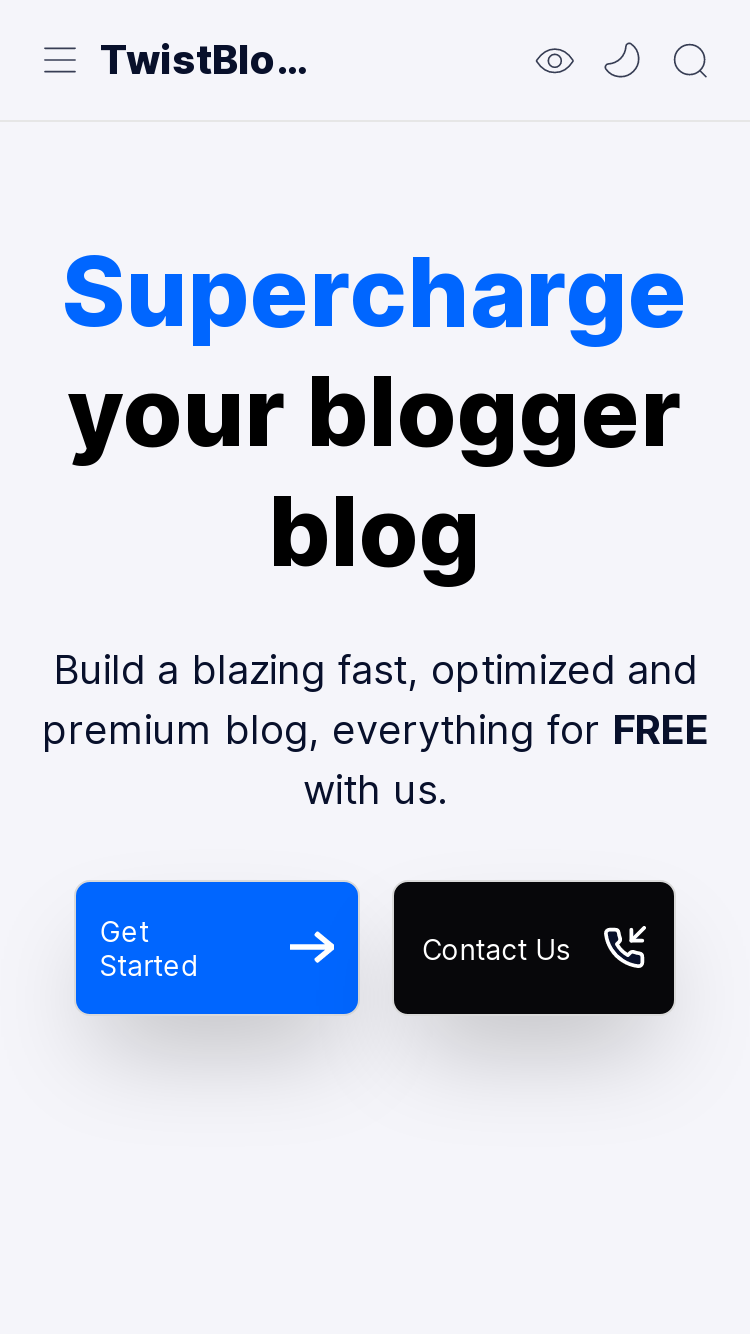 TwistBlo...
Supercharge
your blogger
blog
Build a blazing fast, optimized and
premium blog, everything for FREE
with us.
Get
Started
Contact Us